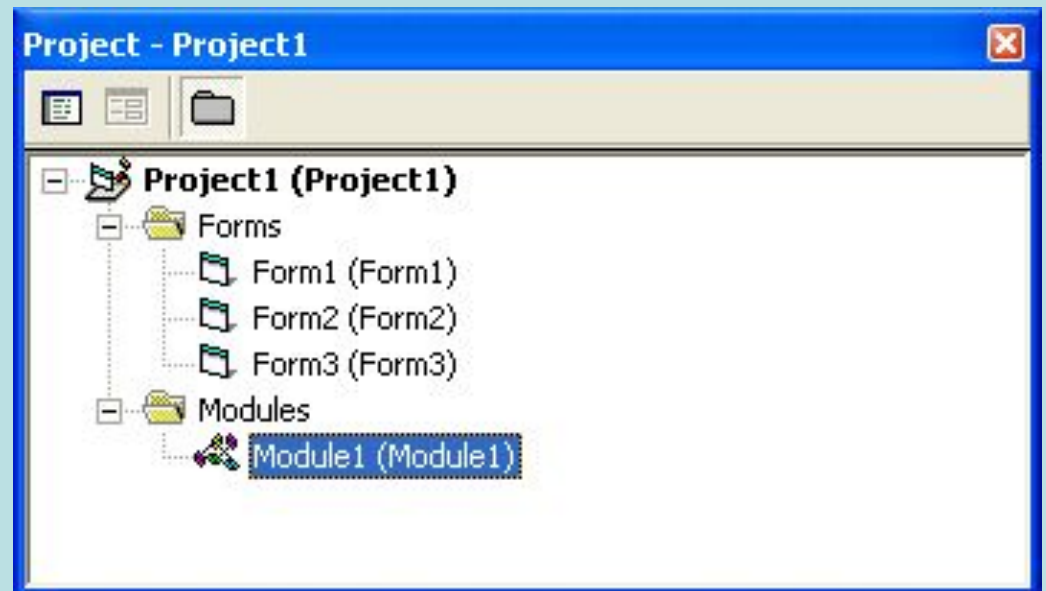 Project - Project1
Project1 (Project1)
Forms
Form1 (Form1)
Form2 (Form2)
Form3 (Form3)
Modules
Module1 (Module1)